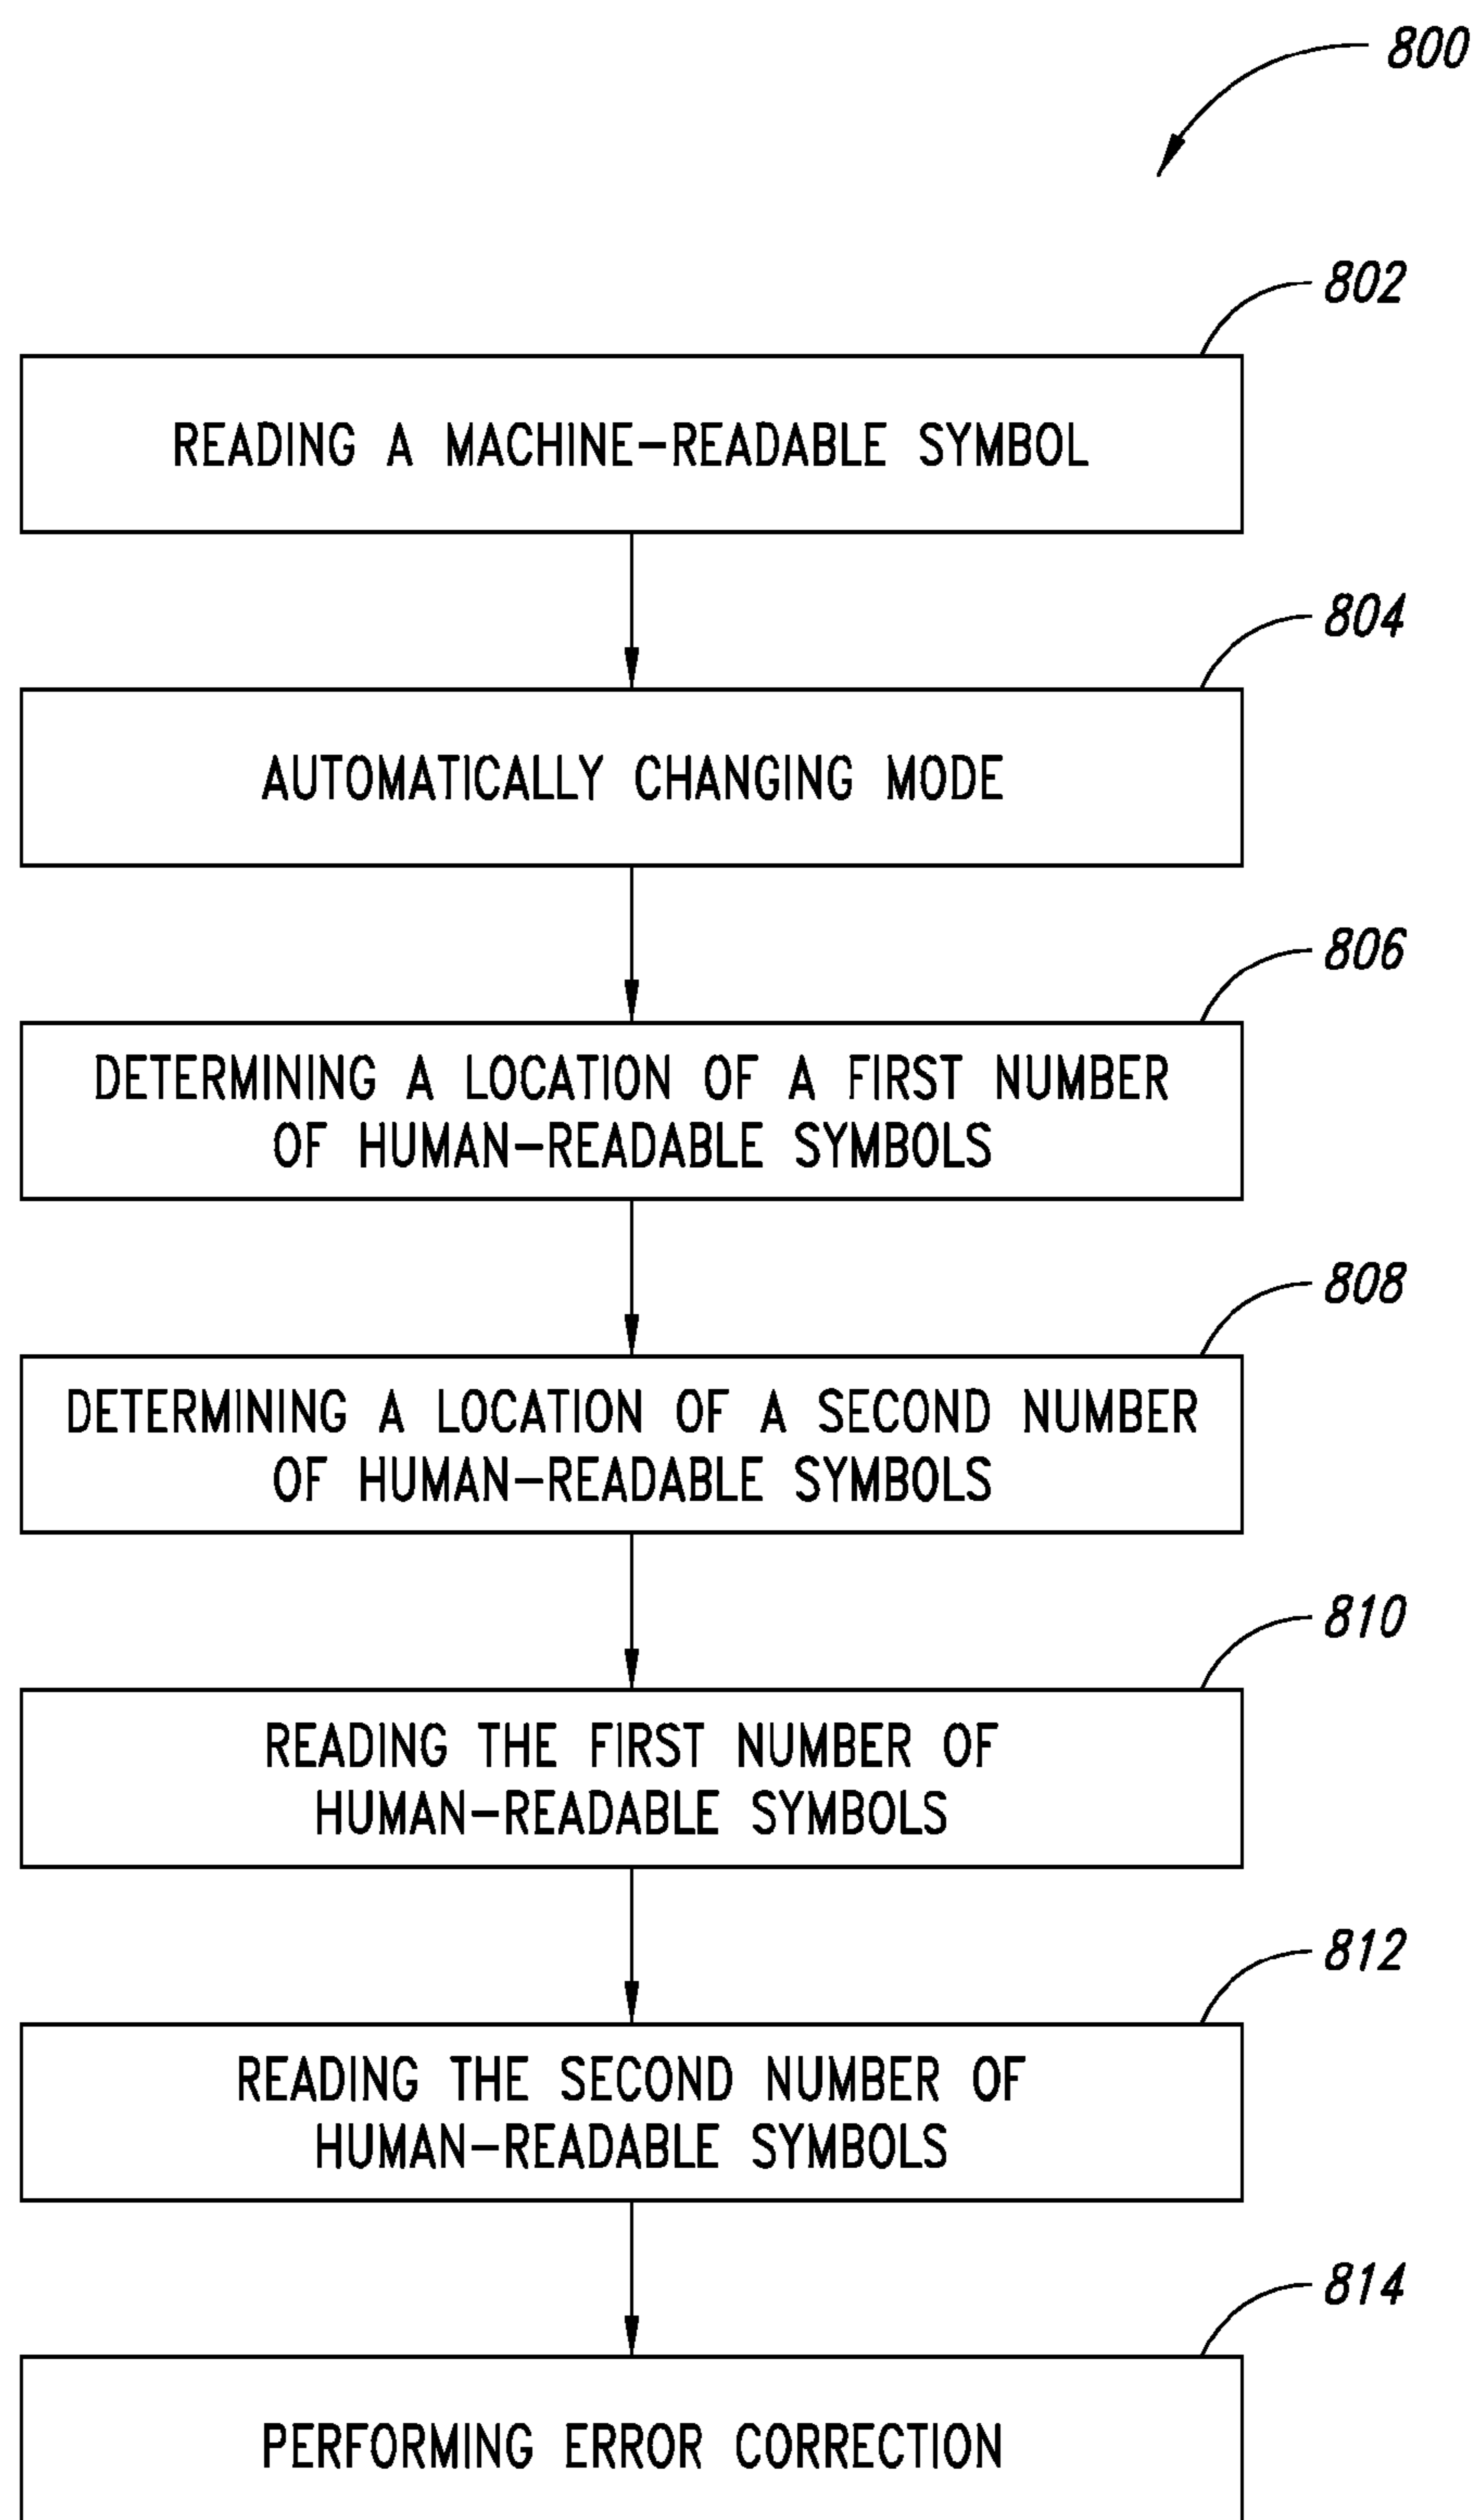 800
802
READING A MACHINE-READABLE SYMBOL
804
AUTOMATICALLY CHANGING MODE
806
DETERMINING A LOCATION OF A FIRST NUMBER
OF HUMAN-READABLE SYMBOLS
808
DETERMINING A LOCATION OF A SECOND NUMBER
OF HUMAN-READABLE SYMBOLS
810
READING THE FIRST NUMBER OF
HUMAN-READABLE SYMBOLS
812
READING THE SECOND NUMBER OF
HUMAN-READABLE SYMBOLS
814
PERFORMING ERROR CORRECTION